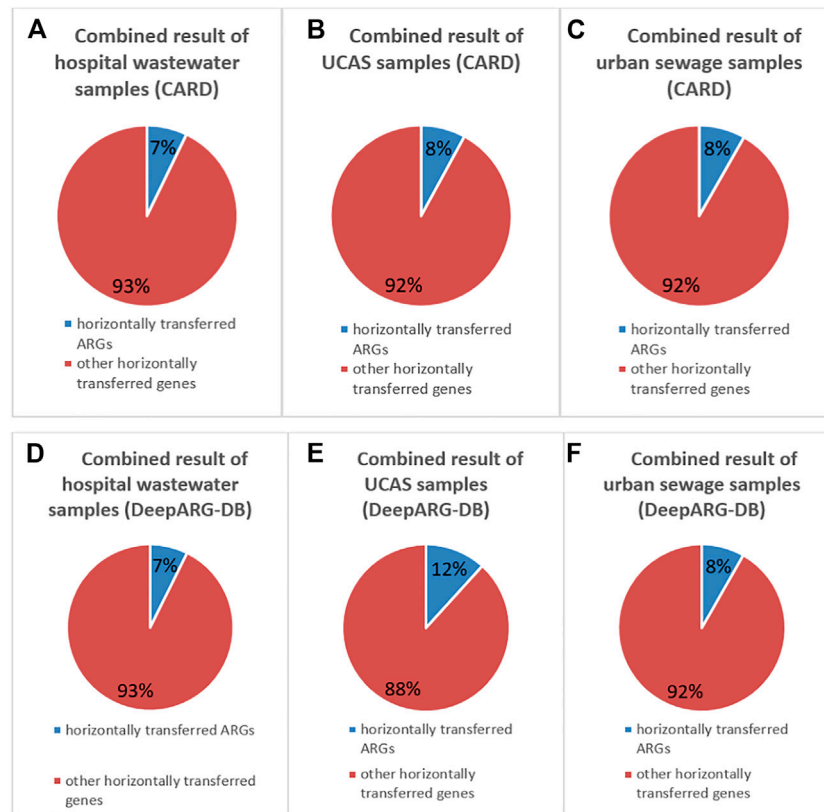 A
Combined result of
hospital wastewater
samples (CARD)
7%
93%
horizontally transferred
ARGs
other horizontally
transferred genes
B
Combined result of
UCAS samples (CARD)
8%
92%
horizontally transferred
ARGs
other horizontally
transferred genes
C
Combined result of
urban sewage samples
(CARD)
8%
92%
horizontally transferred
ARGs
other horizontally
transferred genes
D
Combined result of
hospital wastewater
samples (DeepARG-DB)
7%
93%
horizontally transferred ARGs
other horizontally transferred
genes
E
Combined result of
UCAS samples
(DeepARG-DB)
12%
88%
horizontally transferred
ARGs
other horizontally
transferred genes
F
Combined result of
urban sewage samples
(DeepARG-DB)
8%
92%
horizontally transferred
ARGs
other horizontally
transferred genes